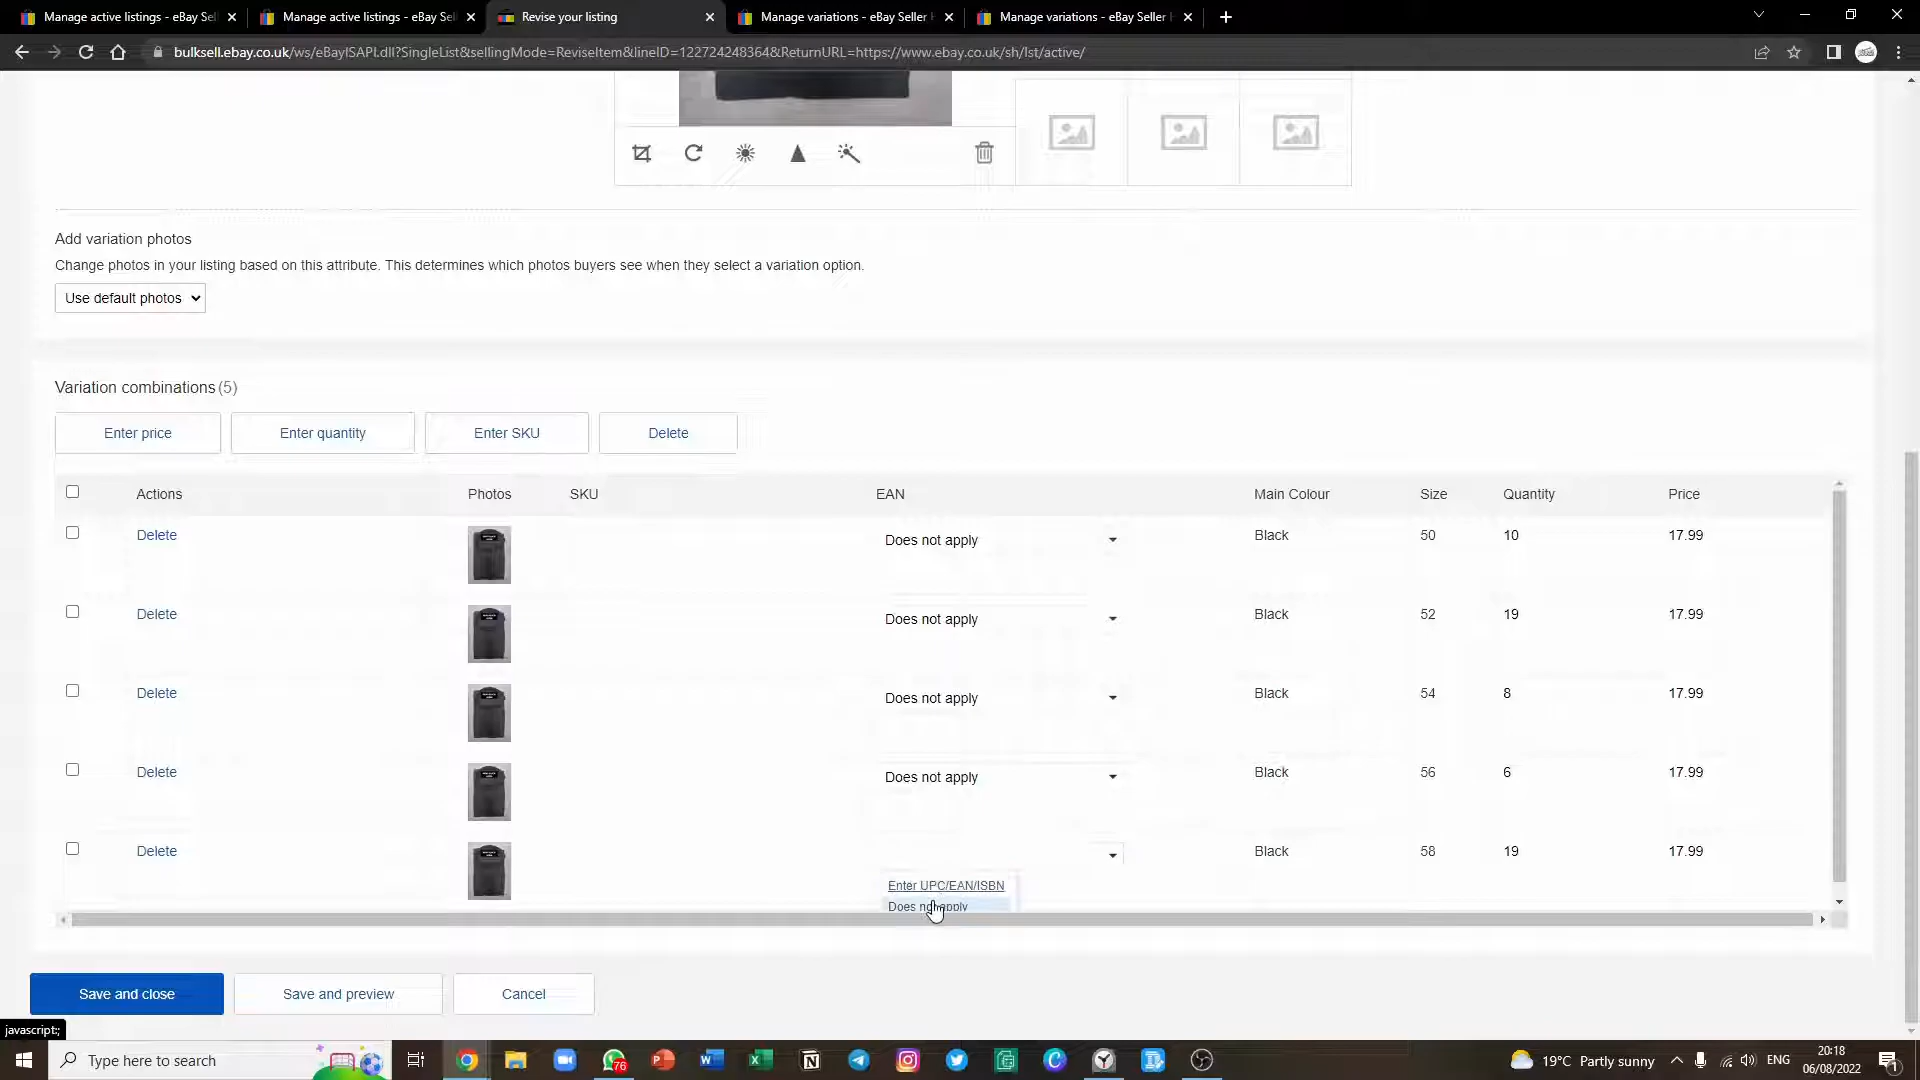 Manage active listings - eBay Sel
Manage active listings - eBay Sel
Revise your listing
Manage variations - eBay Seller H
Manage variations - eBay Seller H
bulksell.ebay.co.uk/ws/eBayISAPI.dll?SingleList&sellingMode=ReviseItem&lineID=122724248364&ReturnURL=https://www.ebay.co.uk/sh/lst/active/
Add variation photos
Change photos in your listing based on this attribute. This determines which photos buyers see when they select a variation option.
Use default photos
Variation combinations (5)
Enter price
Enter quantity
Enter SKU
Delete
Actions Photos SKU EAN Main Colour Size Quantity Price
Delete Does not apply Black 50 10 17.99
Delete Does not apply Black 52 19 17.99
Delete Does not apply Black 54 8 17.99
Delete Does not apply Black 56 6 17.99
Delete Black 58 19 17.99
Enter UPC/EAN/ISBN
Does not apply
Save and close
Save and preview
Cancel
javascript:;
Type here to search
76
19°C Partly sunny
ENG
20:18
06/08/2022
1